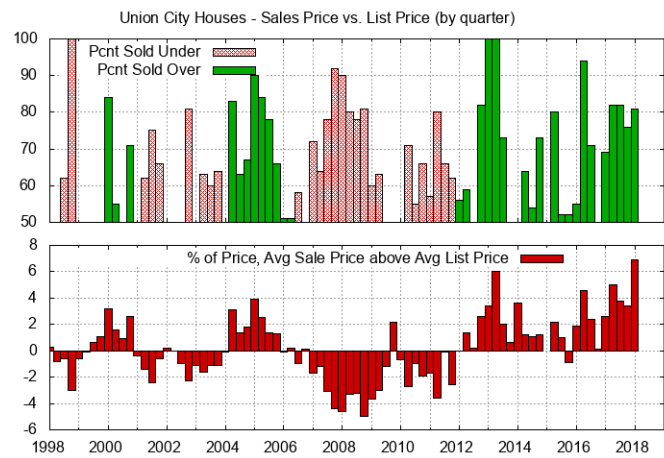 Union City Houses - Sales Price vs. List Price (by quarter)
100
90
80
70
60
50
Pcnt Sold Under
Pcnt Sold Over
8
6
4
2
0
-2
-4
-6
% of Price, Avg Sale Price above Avg List Price
1998 2000 2002 2004 2006 2008 2010 2012 2014 2016 2018